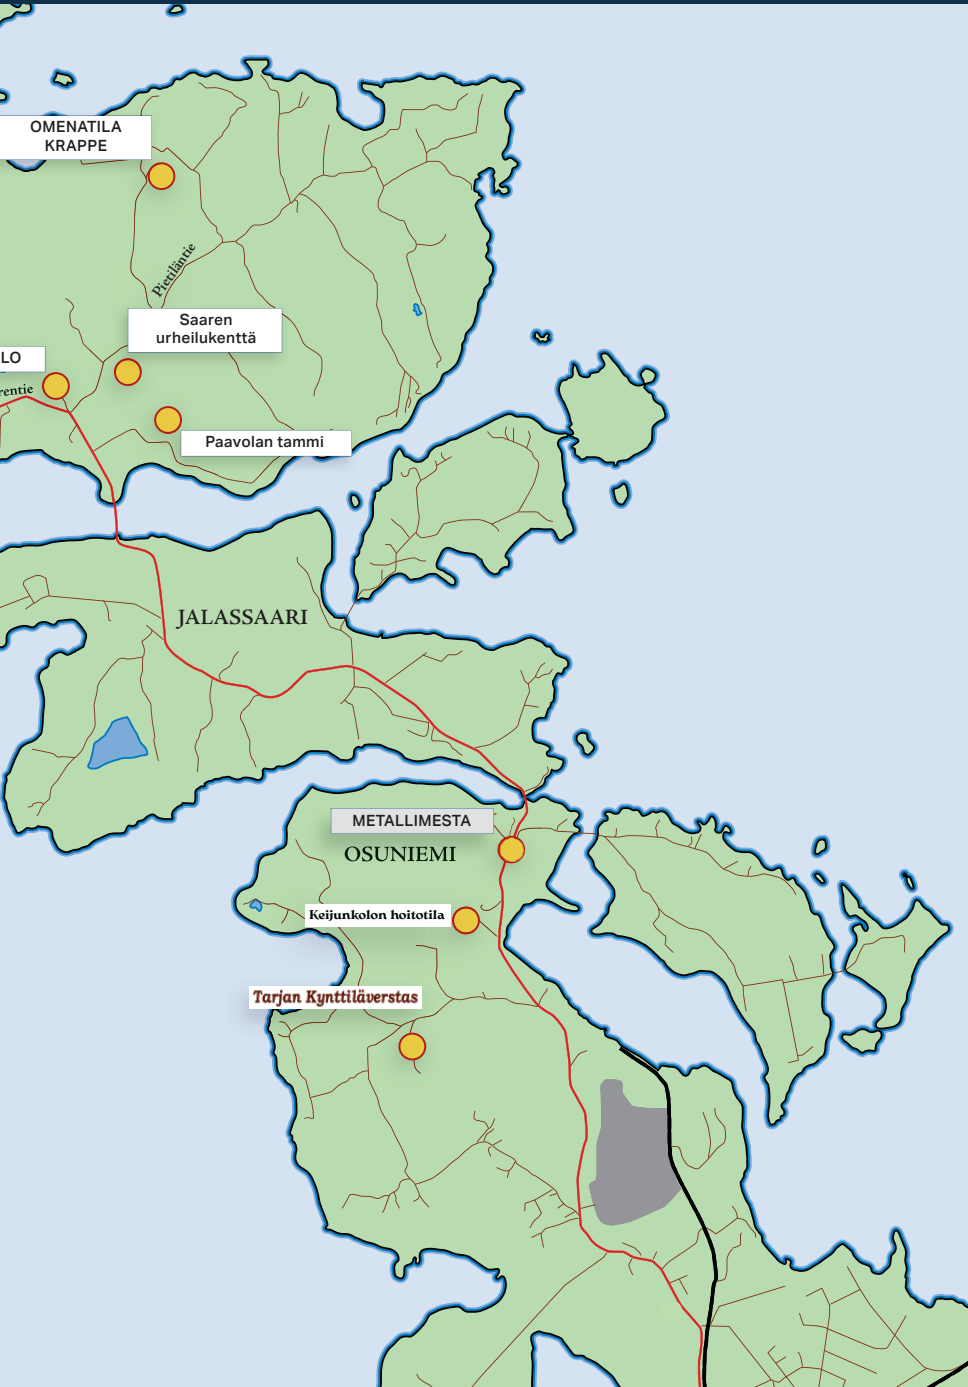 OMENATILA
KRAPPE
Pietiläntie
Saaren
urheilukenttä
LO
rentie
Paavolan tammi
JALASSAARI
METALLIMESTA
OSUNIEMI
Keijunkolon hoitotila
Tarjan Kynttiläverstas